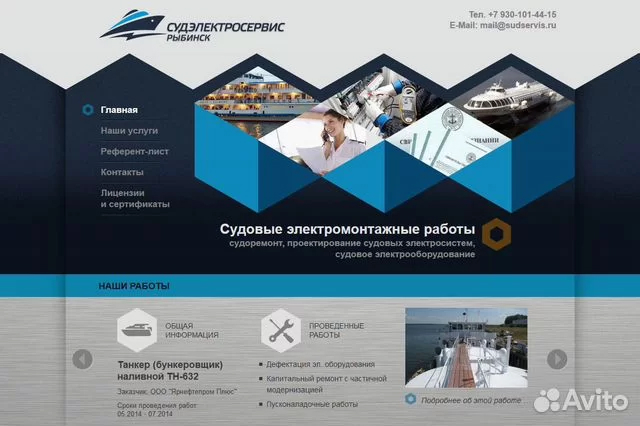 СУДЭЛЕКТРОСЕРВИС
РЫБИНСК
Тел. +7 930-101-44-15
E-Mail: mail@sudservis.ru
Главная
Наши услуги
Референт-лист
Контакты
Лицензии
и сертификаты
Судовые электромонтажные работы
судоремонт, проектирование судовых электросистем,
судовое электрооборудование
НАШИ РАБОТЫ
ОБЩАЯ
ИНФОРМАЦИЯ
Танкер (бункеровщик)
наливной ТН-632
Заказчик: ООО "Ярнефтепром Плюс"
Сроки проведения работ:
05.2014 - 07.2014
ПРОВЕДЕННЫЕ
РАБОТЫ
Дефектация эл. оборудования
Капитальный ремонт с частичной
модернизацией
Пусконаладочные работы
Подробнее об этой работе
Avito